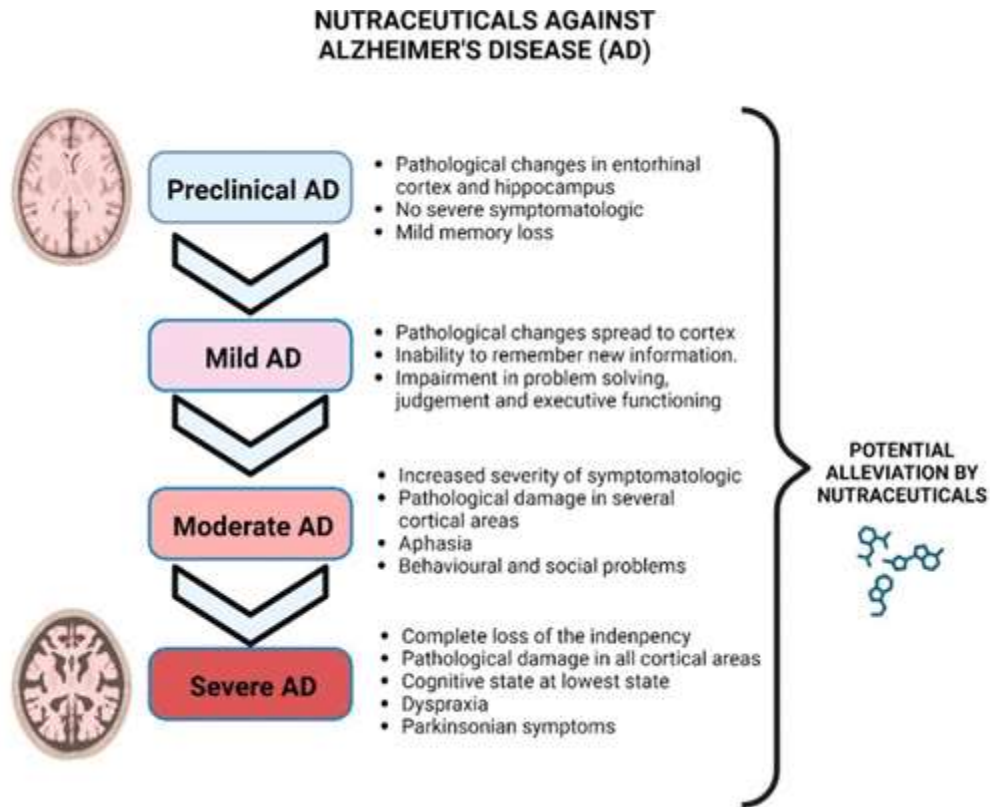 NUTRACEUTICALS AGAINST
ALZHEIMER'S DISEASE (AD)
Preclinical AD
• Pathological changes in entorhinal
cortex and hippocampus
• No severe symptomatologic
• Mild memory loss
Mild AD
• Pathological changes spread to cortex
• Inability to remember new information.
• Impairment in problem solving,
judgement and executive functioning
Moderate AD
• Increased severity of symptomatologic
• Pathological damage in several
cortical areas
• Aphasia
• Behavioural and social problems
Severe AD
• Complete loss of the indenpency
• Pathological damage in all cortical areas
• Cognitive state at lowest state
• Dyspraxia
• Parkinsonian symptoms
POTENTIAL
ALLEVIATION BY
NUTRACEUTICALS